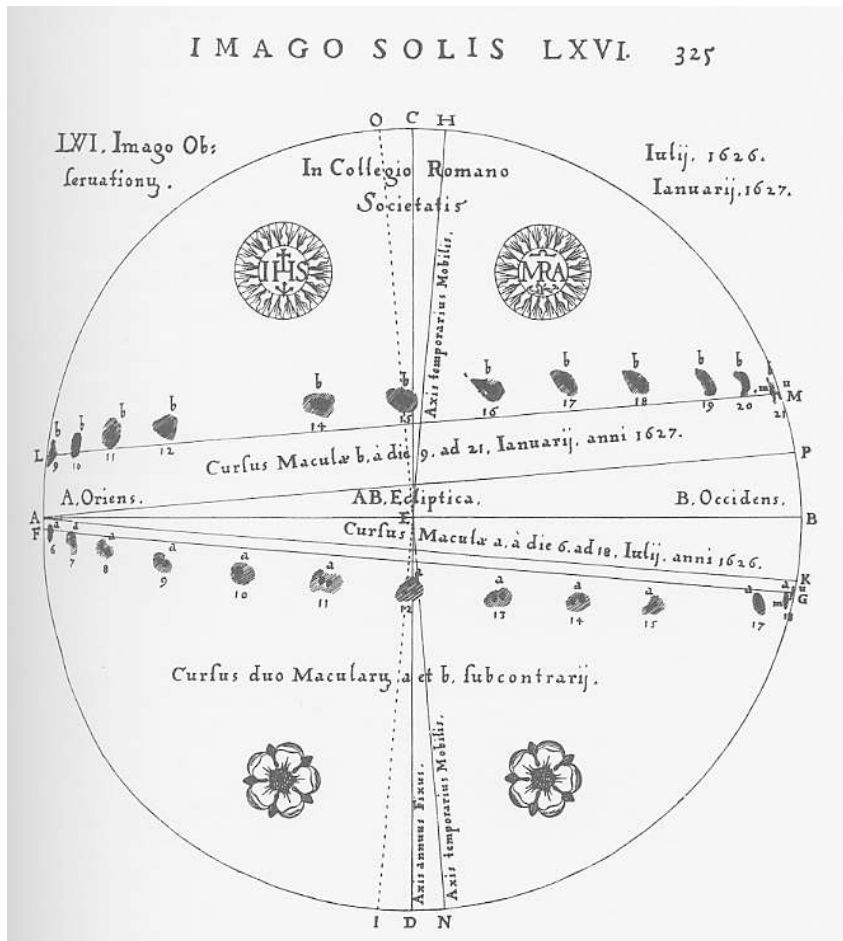 IMAGO SOLIS LXVI. 325
O C H
LVI. Imago Ob:
seruationuʒ.
In Collegio Romano
Societatis
Iulij. 1626.
Ianuarij. 1627.
IHS
MRA
Axis temporarius Mobilis.
b b b b b b b b b b b b
L 9 10 11 12 14 15 16 17 18 19 20 m u 21 M
Cursus Maculæ b, à die 9. ad 21, Ianuarij, anni 1627.
P
A, Oriens. AB, Ecliptica. B. Occidens.
A E B
F
Cursus Maculæ a, à die 6. ad 18, Iulij, anni 1626.
K
a a a a a a a a a a a u G
6 7 8 9 10 11 12 13 14 15 17 m 18
Cursus duo Macularuʒ a et b, subcontrarij.
Axis annuus Fixus.
Axis temporarius Mobilis.
I D N